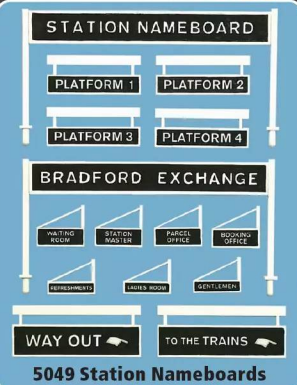 STATION NAMEBOARD
PLATFORM 1
PLATFORM 2
PLATFORM 3
PLATFORM 4
BRADFORD EXCHANGE
WAITING
ROOM
STATION
MASTER
PARCEL
OFFICE
BOOKING
OFFICE
REFRESHMENTS
LADIES ROOM
GENTLEMEN
WAY OUT
TO THE TRAINS
5049 Station Nameboards